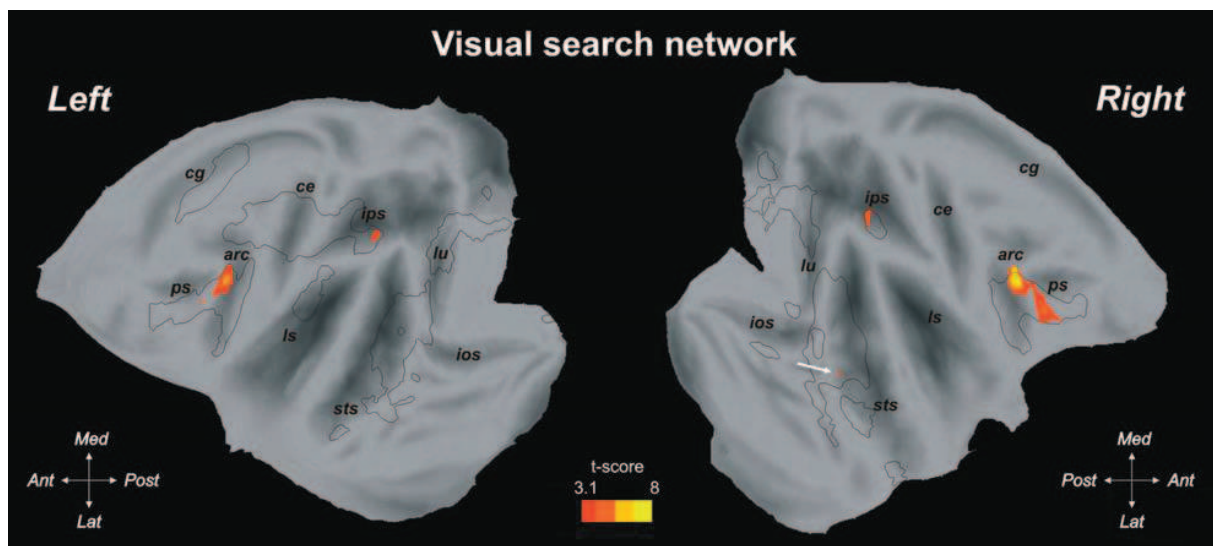 Visual search network
Left
Right
cg
ce
ips
arc
lu
ps
ls
ios
sts
cg
ips
ce
arc
lu
ps
ios
ls
sts
Med
Ant
Post
Lat
t-score
3.1
8
Med
Post
Ant
Lat